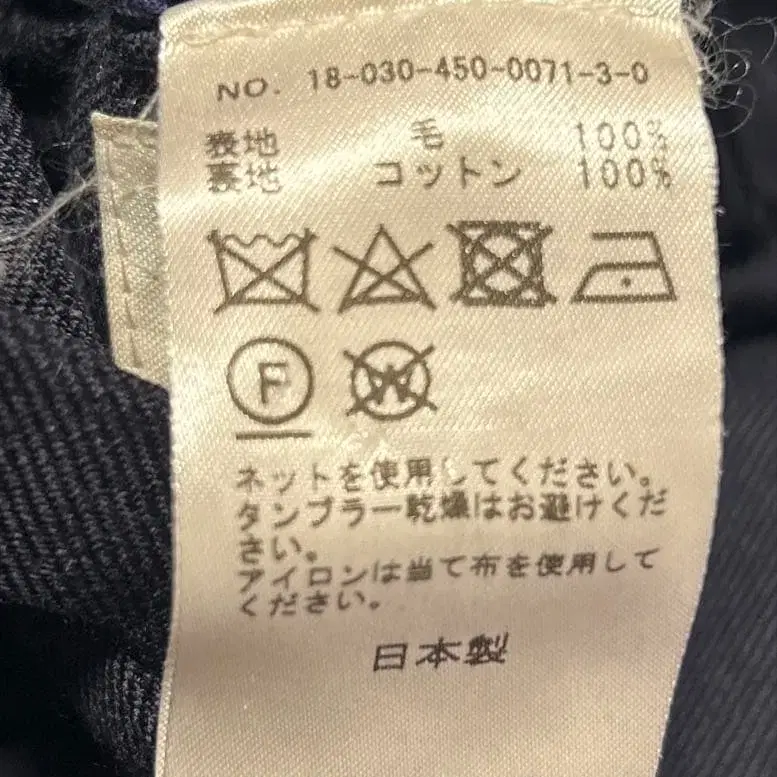 NO. 18-030-450-0071-3-0
表地 毛 100%
裏地 コットン 100%
F
W
ネットを使用してください。
タンブラー乾燥はお避けくだ
さい。
アイロンは当て布を使用して
ください。
日本製